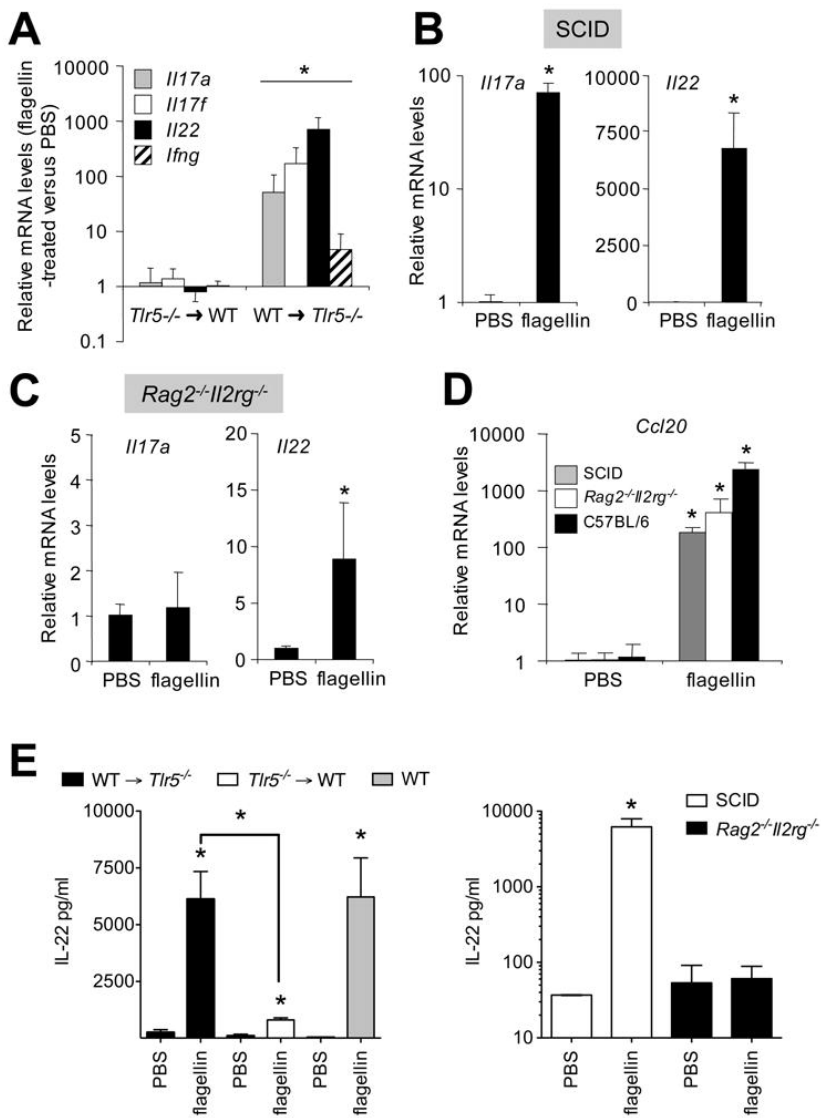 A
Relative mRNA levels (flagellin
-treated versus PBS)
10000
1000
100
10
1
0.1
Il17a
Il17f
Il22
Ifng
*
Tlr5-/- ➜ WT
WT ➜ Tlr5-/-
B
SCID
Relative mRNA levels
Il17a
100
10
1
*
PBS flagellin
Il22
10000
7500
5000
2500
0
*
PBS flagellin
C
Rag2-/-Il2rg-/-
Relative mRNA levels
Il17a
5
4
3
2
1
0
PBS flagellin
Il22
20
15
10
5
0
*
PBS flagellin
D
Ccl20
Relative mRNA levels
10000
1000
100
10
1
SCID
Rag2-/-Il2rg-/-
C57BL/6
* * *
PBS flagellin
E
WT → Tlr5-/- Tlr5-/- → WT WT
IL-22 pg/ml
10000
7500
5000
2500
* * * *
PBS flagellin PBS flagellin PBS flagellin
SCID
Rag2-/-Il2rg-/-
IL-22 pg/ml
10000
1000
100
10
*
PBS flagellin PBS flagellin